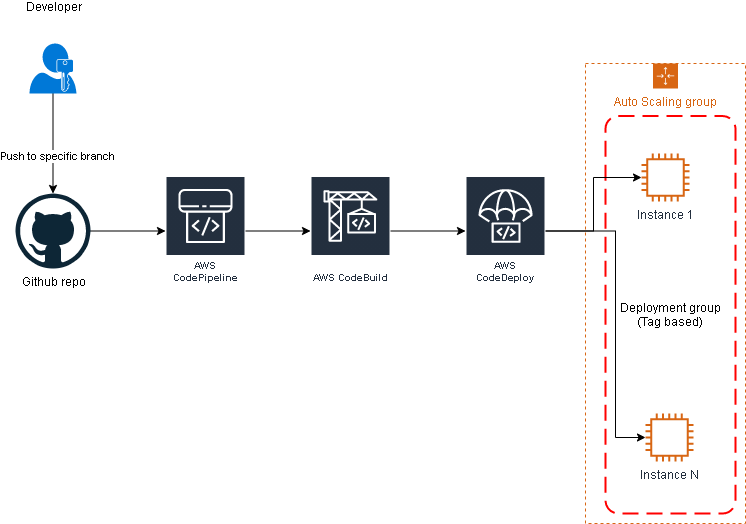 Developer
Push to specific branch
Github repo
AWS
CodePipeline
AWS CodeBuild
AWS
CodeDeploy
Auto Scaling group
Instance 1
Deployment group
(Tag based)
Instance N